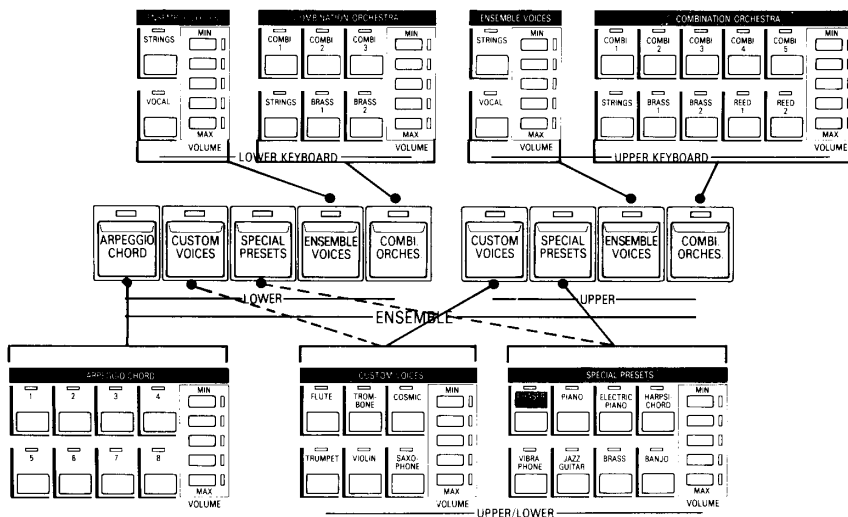 ENSEMBLE VOICES
STRINGS
VOCAL
MIN
MAX
VOLUME
COMBINATION ORCHESTRA
COMBI 1
COMBI 2
COMBI 3
STRINGS
BRASS 1
BRASS 2
MIN
MAX
VOLUME
LOWER KEYBOARD
ENSEMBLE VOICES
STRINGS
VOCAL
MIN
MAX
VOLUME
COMBINATION ORCHESTRA
COMBI 1
COMBI 2
COMBI 3
COMBI 4
COMBI 5
STRINGS
BRASS 1
BRASS 2
REED 1
REED 2
MIN
MAX
VOLUME
UPPER KEYBOARD
ARPEGGIO
CHORD
CUSTOM
VOICES
SPECIAL
PRESETS
ENSEMBLE
VOICES
COMBI.
ORCHES.
CUSTOM
VOICES
SPECIAL
PRESETS
ENSEMBLE
VOICES
COMBI.
ORCHES.
LOWER
UPPER
ENSEMBLE
ARPEGGIO CHORD
1
2
3
4
5
6
7
8
MIN
MAX
VOLUME
CUSTOM VOICES
FLUTE
TROM-
BONE
COSMIC
TRUMPET
VIOLIN
SAXO-
PHONE
MIN
MAX
VOLUME
SPECIAL PRESETS
PIANO
ELECTRIC
PIANO
HARPSI
CHORD
VIBRA
PHONE
JAZZ
GUITAR
BRASS
BANJO
MIN
MAX
VOLUME
UPPER/LOWER